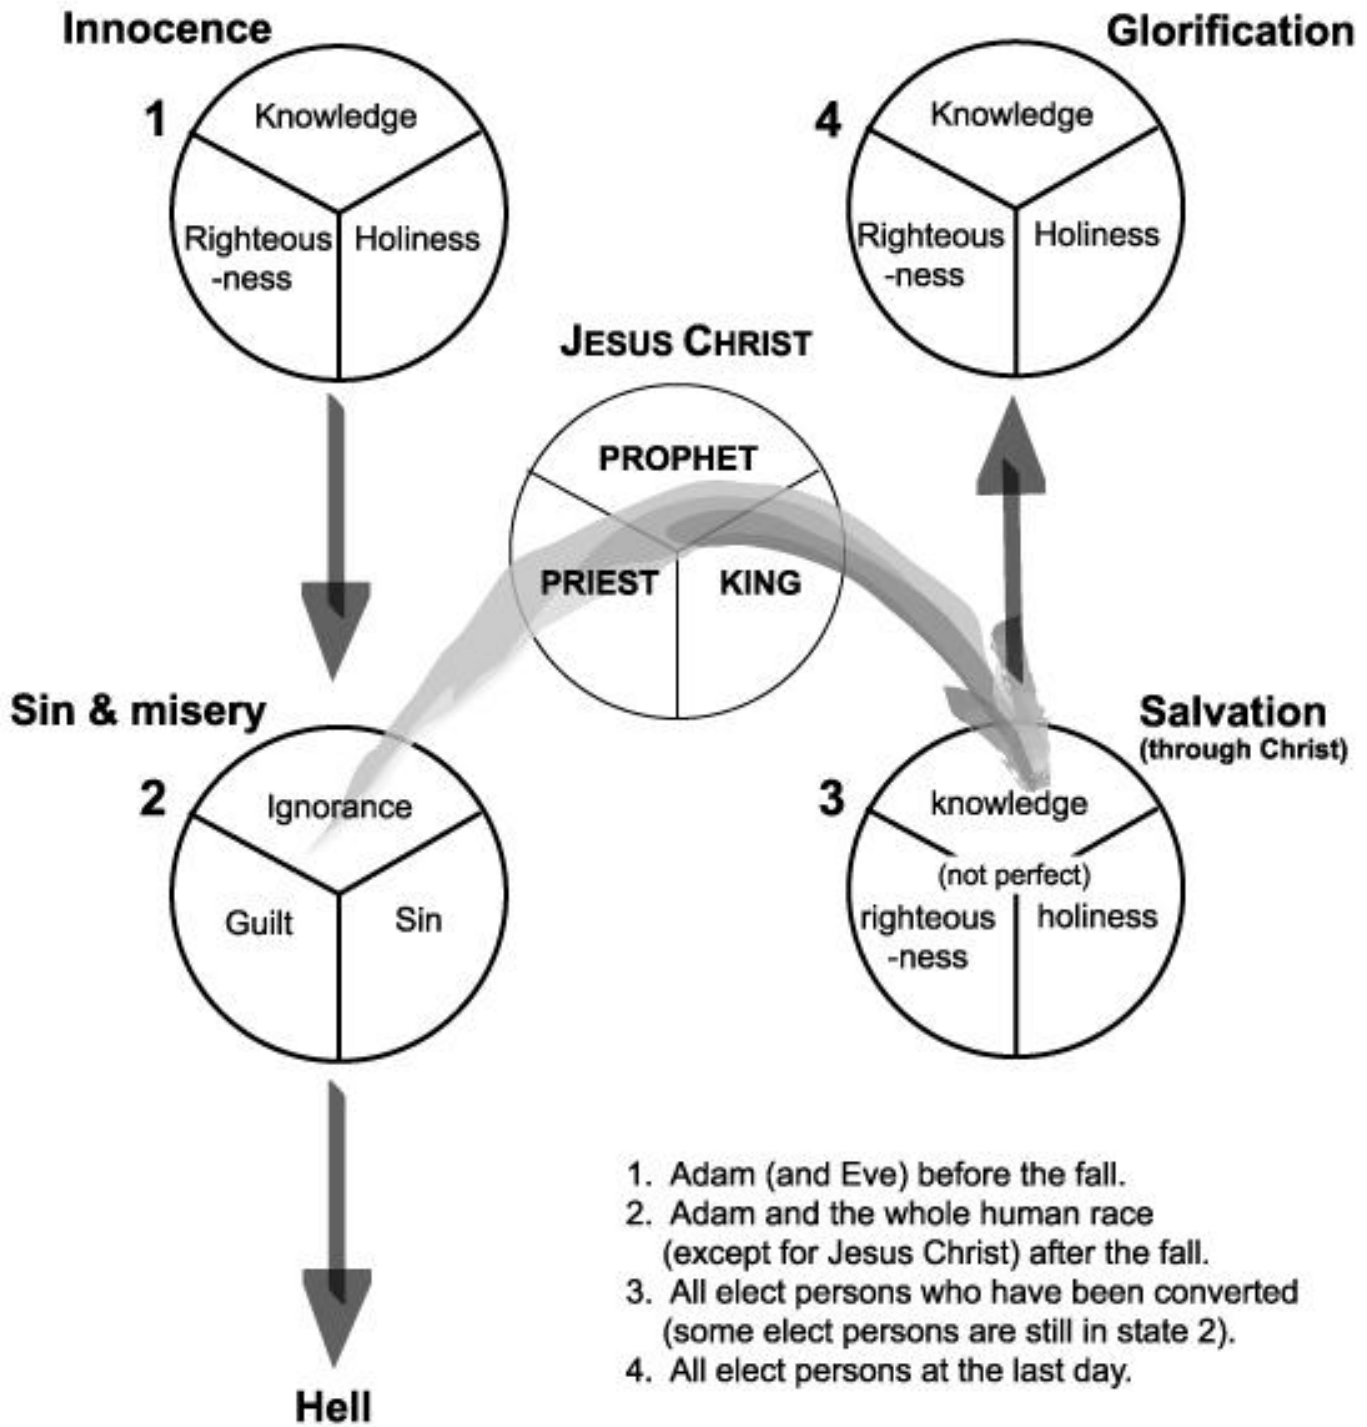 Innocence
1
Knowledge
Righteous
-ness
Holiness
Glorification
4
Knowledge
Righteous
-ness
Holiness
JESUS CHRIST
PROPHET
PRIEST
KING
Sin & misery
2
Ignorance
Guilt
Sin
Salvation
(through Christ)
3
knowledge
(not perfect)
righteous
-ness
holiness
Hell
1. Adam (and Eve) before the fall.
2. Adam and the whole human race
(except for Jesus Christ) after the fall.
3. All elect persons who have been converted
(some elect persons are still in state 2).
4. All elect persons at the last day.